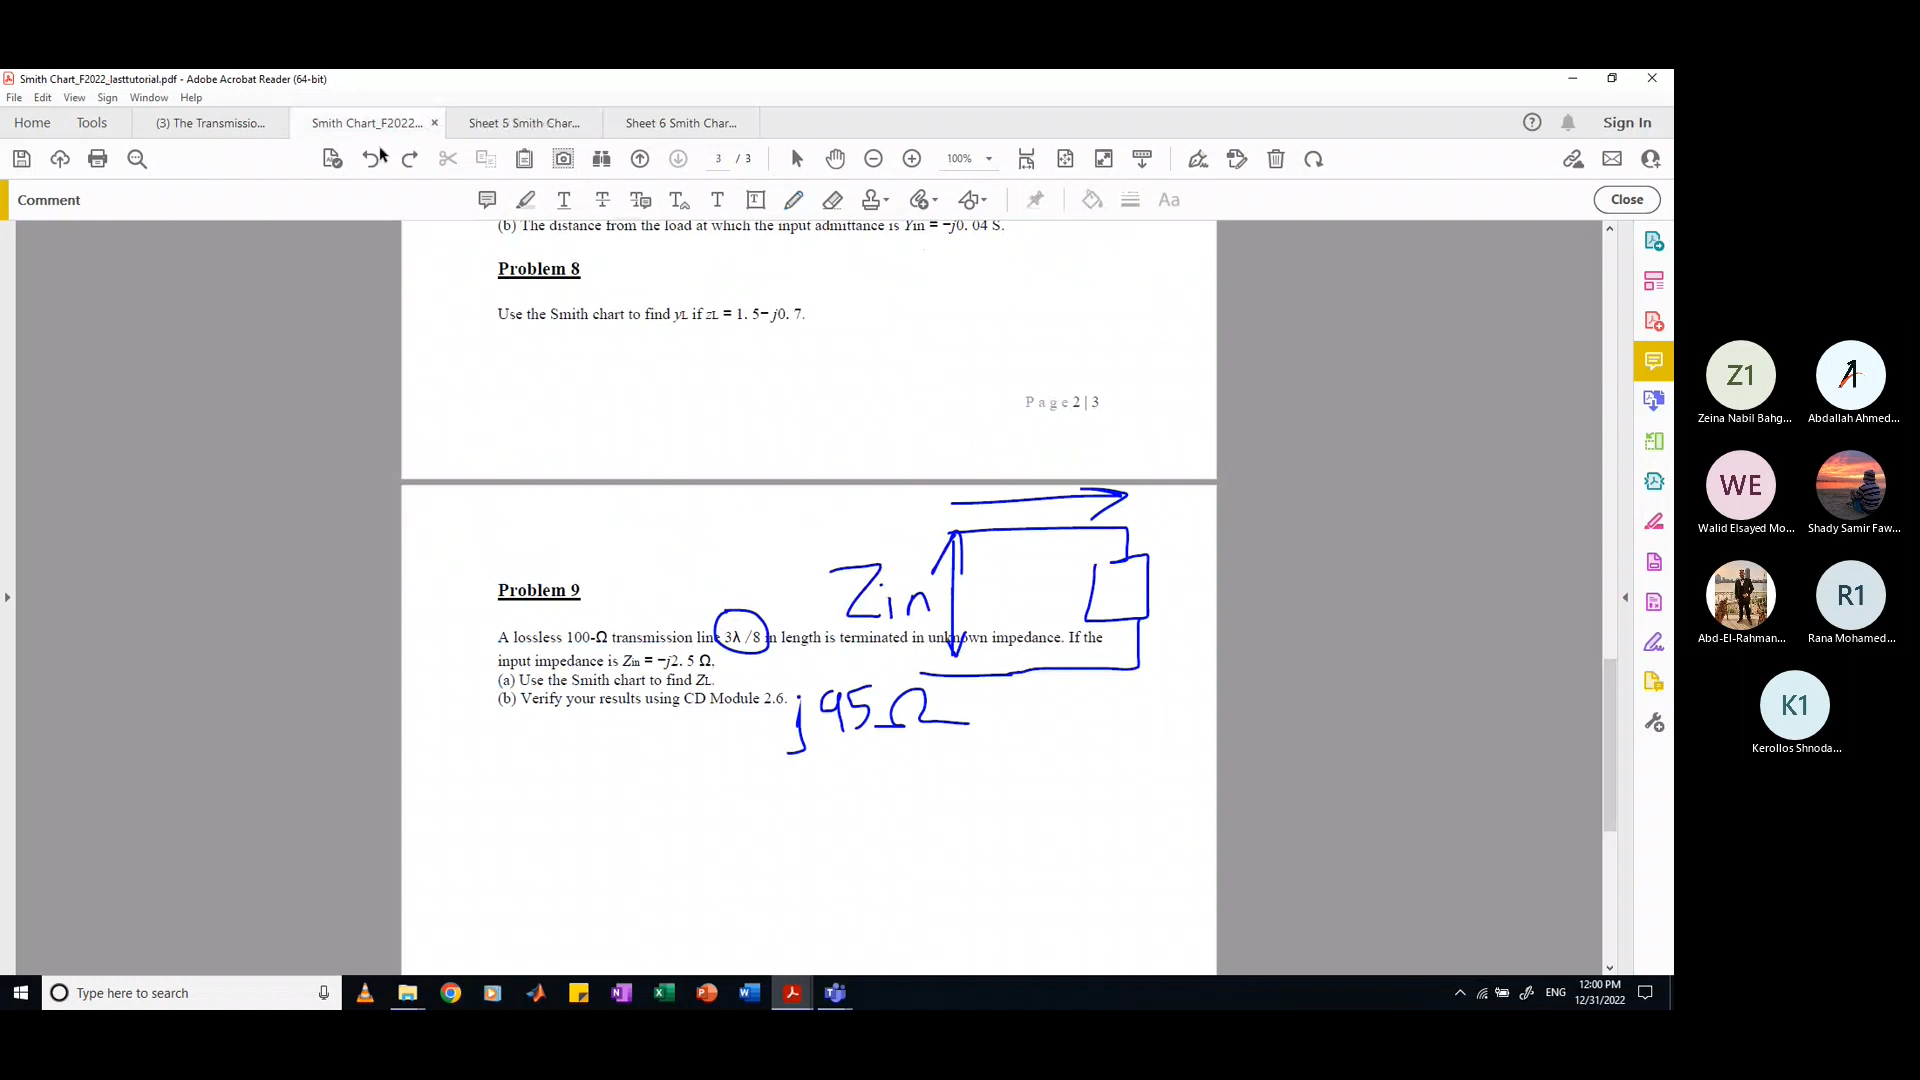 Smith Chart_F2022_lasttutorial.pdf - Adobe Acrobat Reader (64-bit)
File Edit View Sign Window Help
Home Tools (3) The Transmissio... Smith Chart_F2022... × Sheet 5 Smith Char... Sheet 6 Smith Char... Sign In
3 / 3 100%
Comment Aa Close
(b) The distance from the load at which the input admittance is Yin = −j0. 04 S.
Problem 8
Use the Smith chart to find yL if zL = 1. 5− j0. 7.
Page 2 | 3
Problem 9
Zin
A lossless 100-Ω transmission line 3λ /8 in length is terminated in unknown impedance. If the
input impedance is Zin = −j2. 5 Ω,
(a) Use the Smith chart to find ZL.
(b) Verify your results using CD Module 2.6.
j 95 Ω
Z1
Zeina Nabil Bahg... Abdallah Ahmed...
WE
Walid Elsayed Mo... Shady Samir Faw...
R1
Abd-El-Rahman... Rana Mohamed...
K1
Kerollos Shnoda...
Type here to search
ENG 12:00 PM
12/31/2022